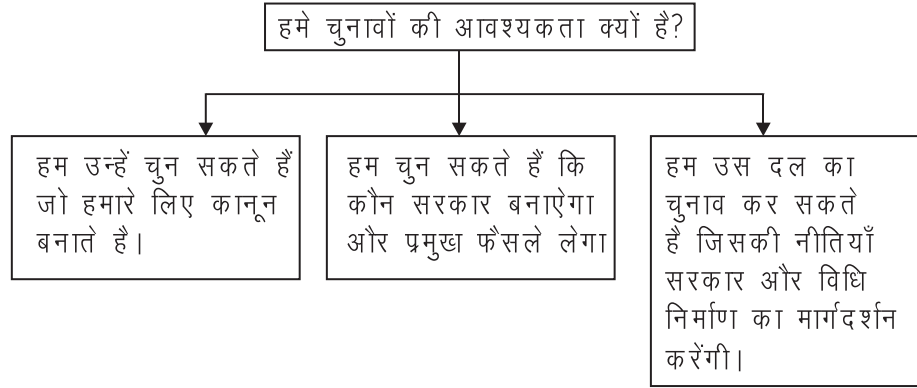 हमे चुनावों की आवश्यकता क्यों है?
हम उन्हें चुन सकते हैं
जो हमारे लिए कानून
बनाते है।
हम चुन सकते हैं कि
कौन सरकार बनाऐगा
और प्रमुख फैसले लेगा
हम उस दल का
चुनाव कर सकते
है जिसकी नीतियाँ
सरकार और विधि
निर्माण का मार्गदर्शन
करेंगी।